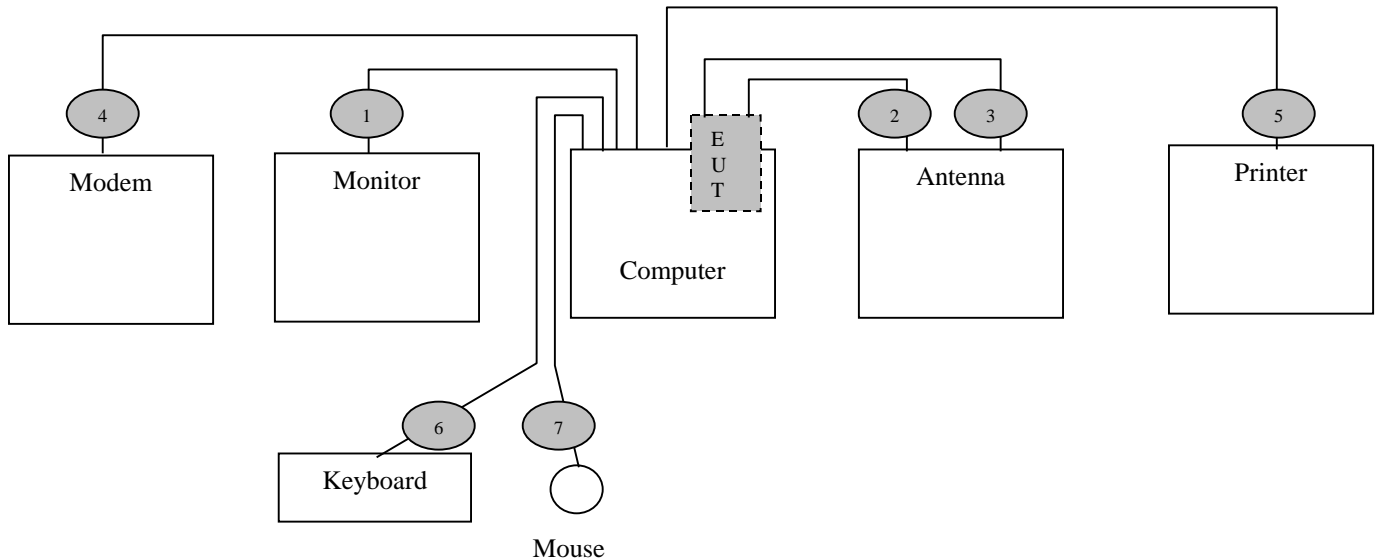 4
1
2
3
5
E
U
T
Modem
Monitor
Antenna
Printer
Computer
6
7
Keyboard
Mouse